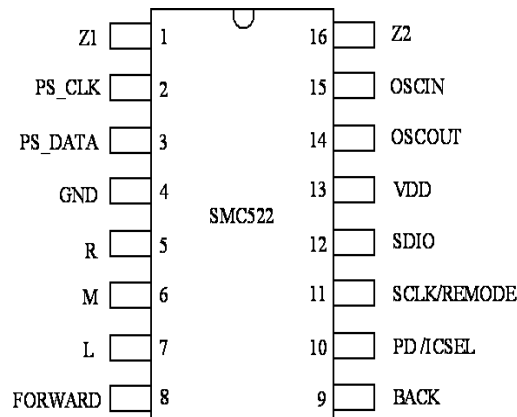 Z1 1 16 Z2
PS_CLK 2 15 OSCIN
PS_DATA 3 14 OSCOUT
GND 4 13 VDD
SMC522
R 5 12 SDIO
M 6 11 SCLK/REMODE
L 7 10 PD/ICSEL
FORWARD 8 9 BACK